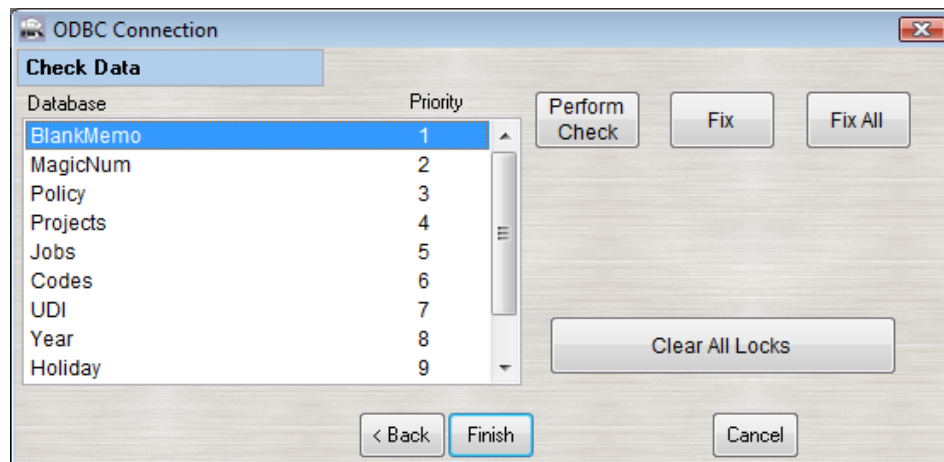 ODBC Connection
Check Data
Database Priority
BlankMemo 1
MagicNum 2
Policy 3
Projects 4
Jobs 5
Codes 6
UDI 7
Year 8
Holiday 9
Perform
Check
Fix
Fix All
Clear All Locks
< Back
Finish
Cancel